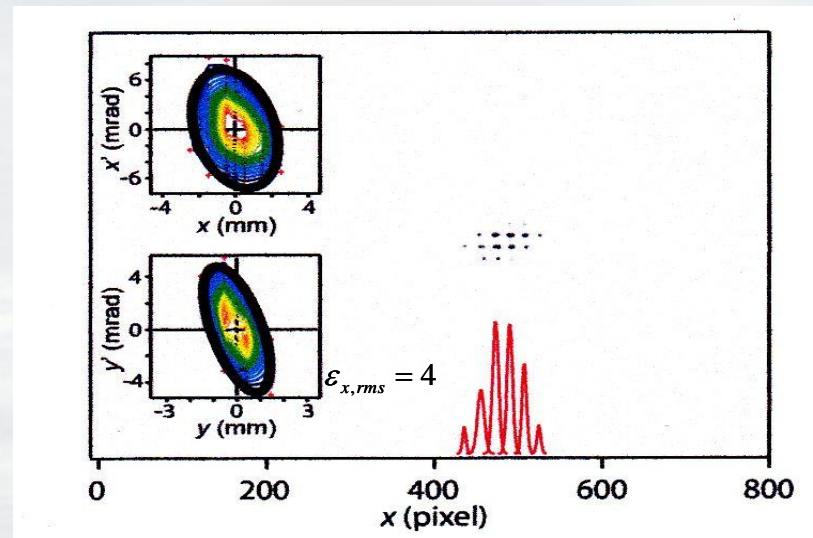 x' (mrad)
6
0
-6
-4 0 4
x (mm)
y' (mrad)
4
0
-4
-3 0 3
y (mm)
ε x,rms = 4
0 200 400 600 800
x (pixel)